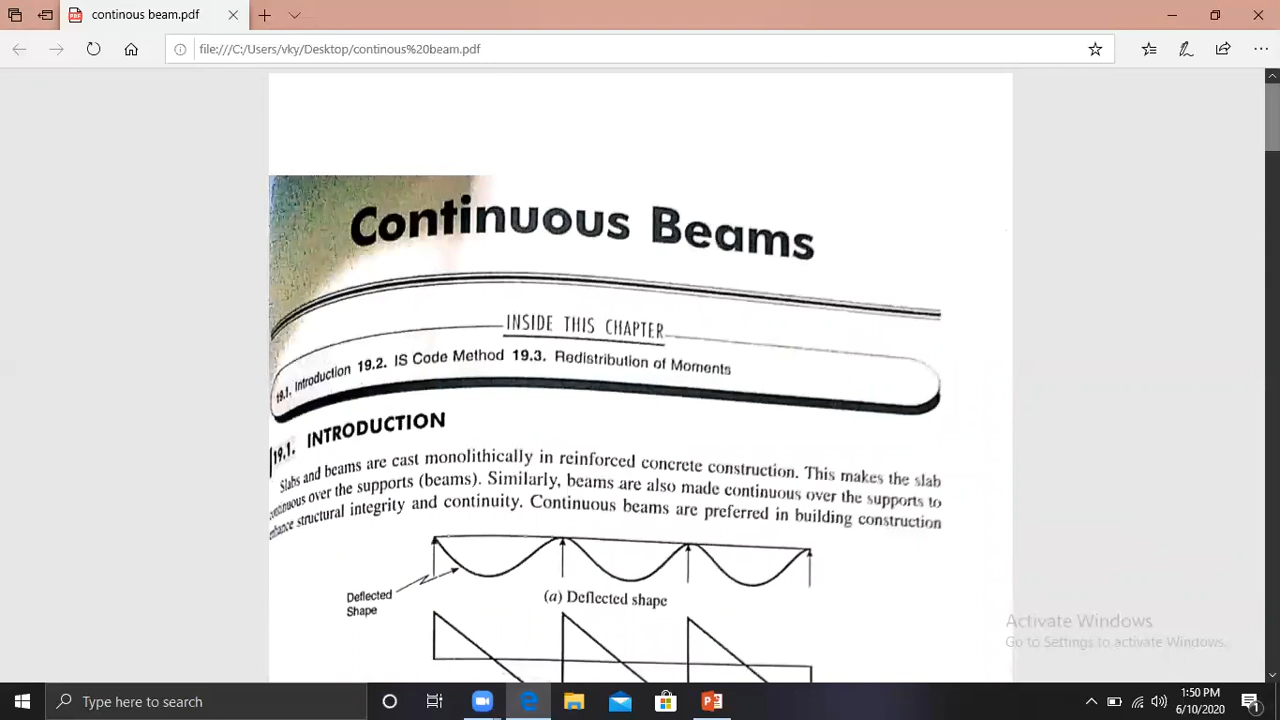 continous beam.pdf
file:///C:/Users/vky/Desktop/continous%20beam.pdf
Continuous Beams
INSIDE THIS CHAPTER
19.1. Introduction 19.2. IS Code Method 19.3. Redistribution of Moments
19.1. INTRODUCTION
Slabs and beams are cast monolithically in reinforced concrete construction. This makes the slab
continuous over the supports (beams). Similarly, beams are also made continuous over the supports to
enhance structural integrity and continuity. Continuous beams are preferred in building construction
Deflected
Shape
(a) Deflected shape
Activate Windows
Go to Settings to activate Windows.
Type here to search
1:50 PM
6/10/2020
1